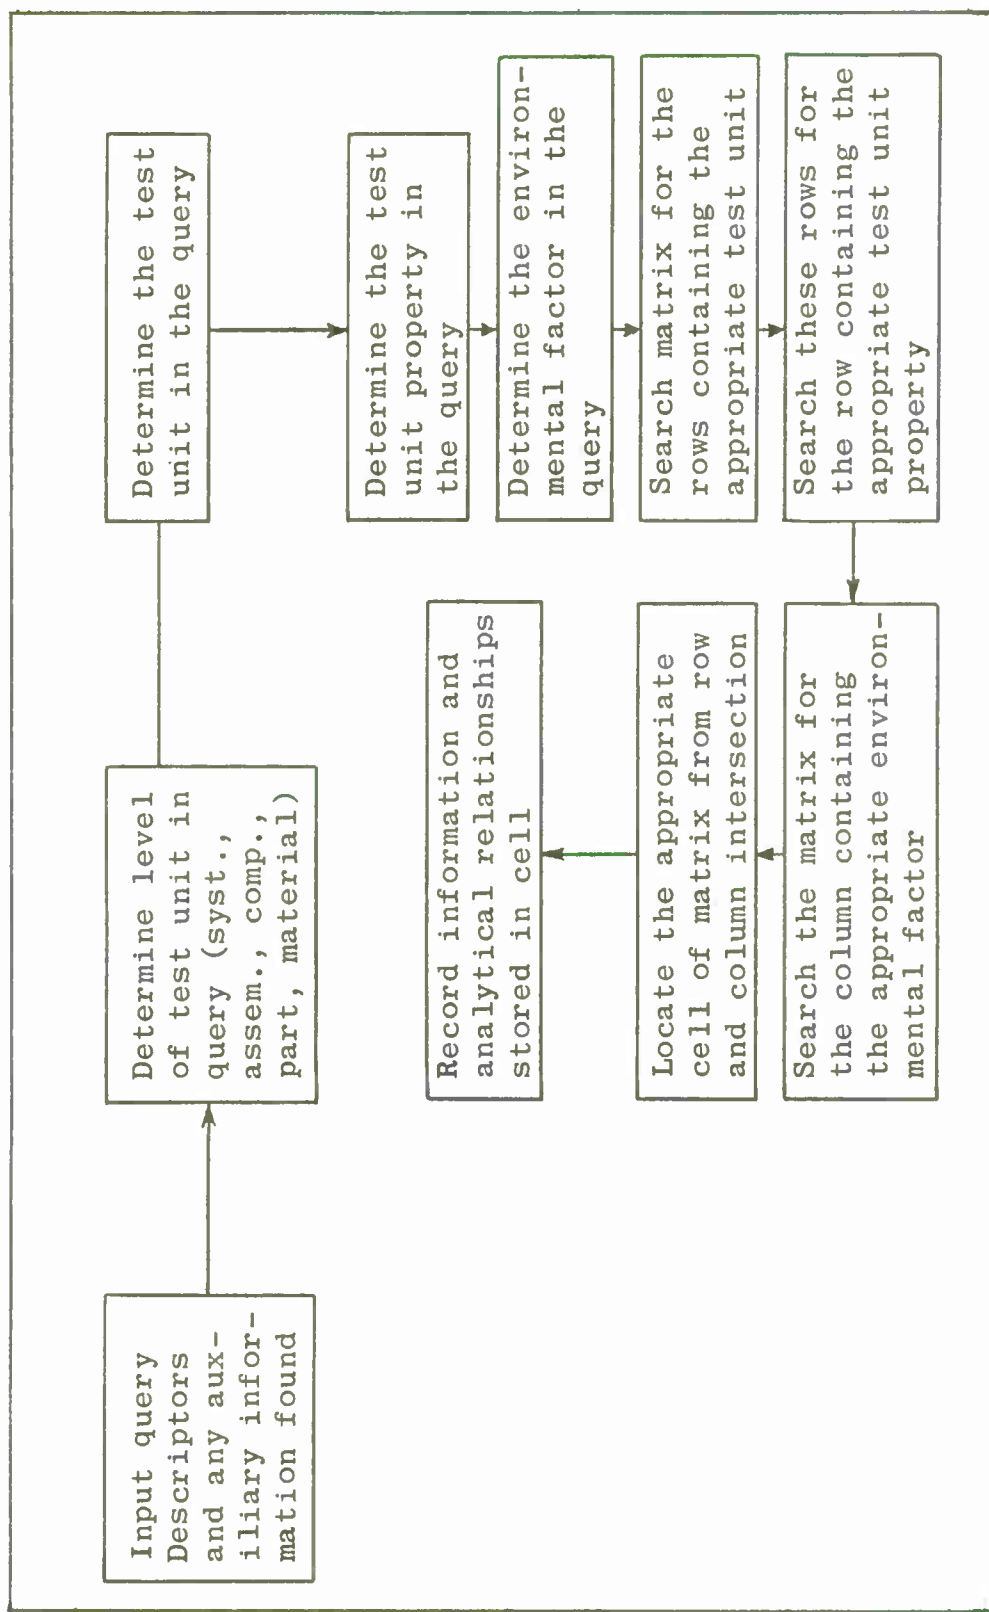 Input query
Descriptors
and any aux-
iliary infor-
mation found
Determine level
of test unit in
query (syst.,
assem., comp.,
part, material)
Determine the test
unit in the query
Determine the test
unit property in
the query
Determine the environ-
mental factor in the
query
Search matrix for the
rows containing the
appropriate test unit
Search these rows for
the row containing the
appropriate test unit
property
Search the matrix for
the column containing
the appropriate environ-
mental factor
Locate the appropriate
cell of matrix from row
and column intersection
Record information and
analytical relationships
stored in cell